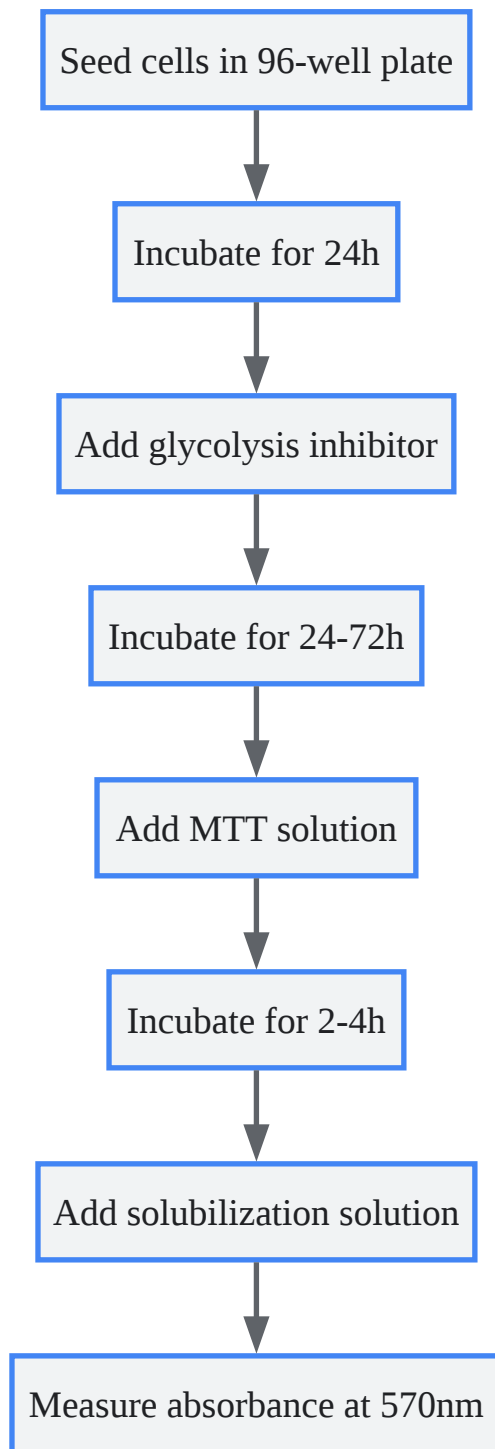 Seed cells in 96-well plate
Incubate for 24h
Add glycolysis inhibitor
Incubate for 24-72h
Add MTT solution
Incubate for 2-4h
Add solubilization solution
Measure absorbance at 570nm